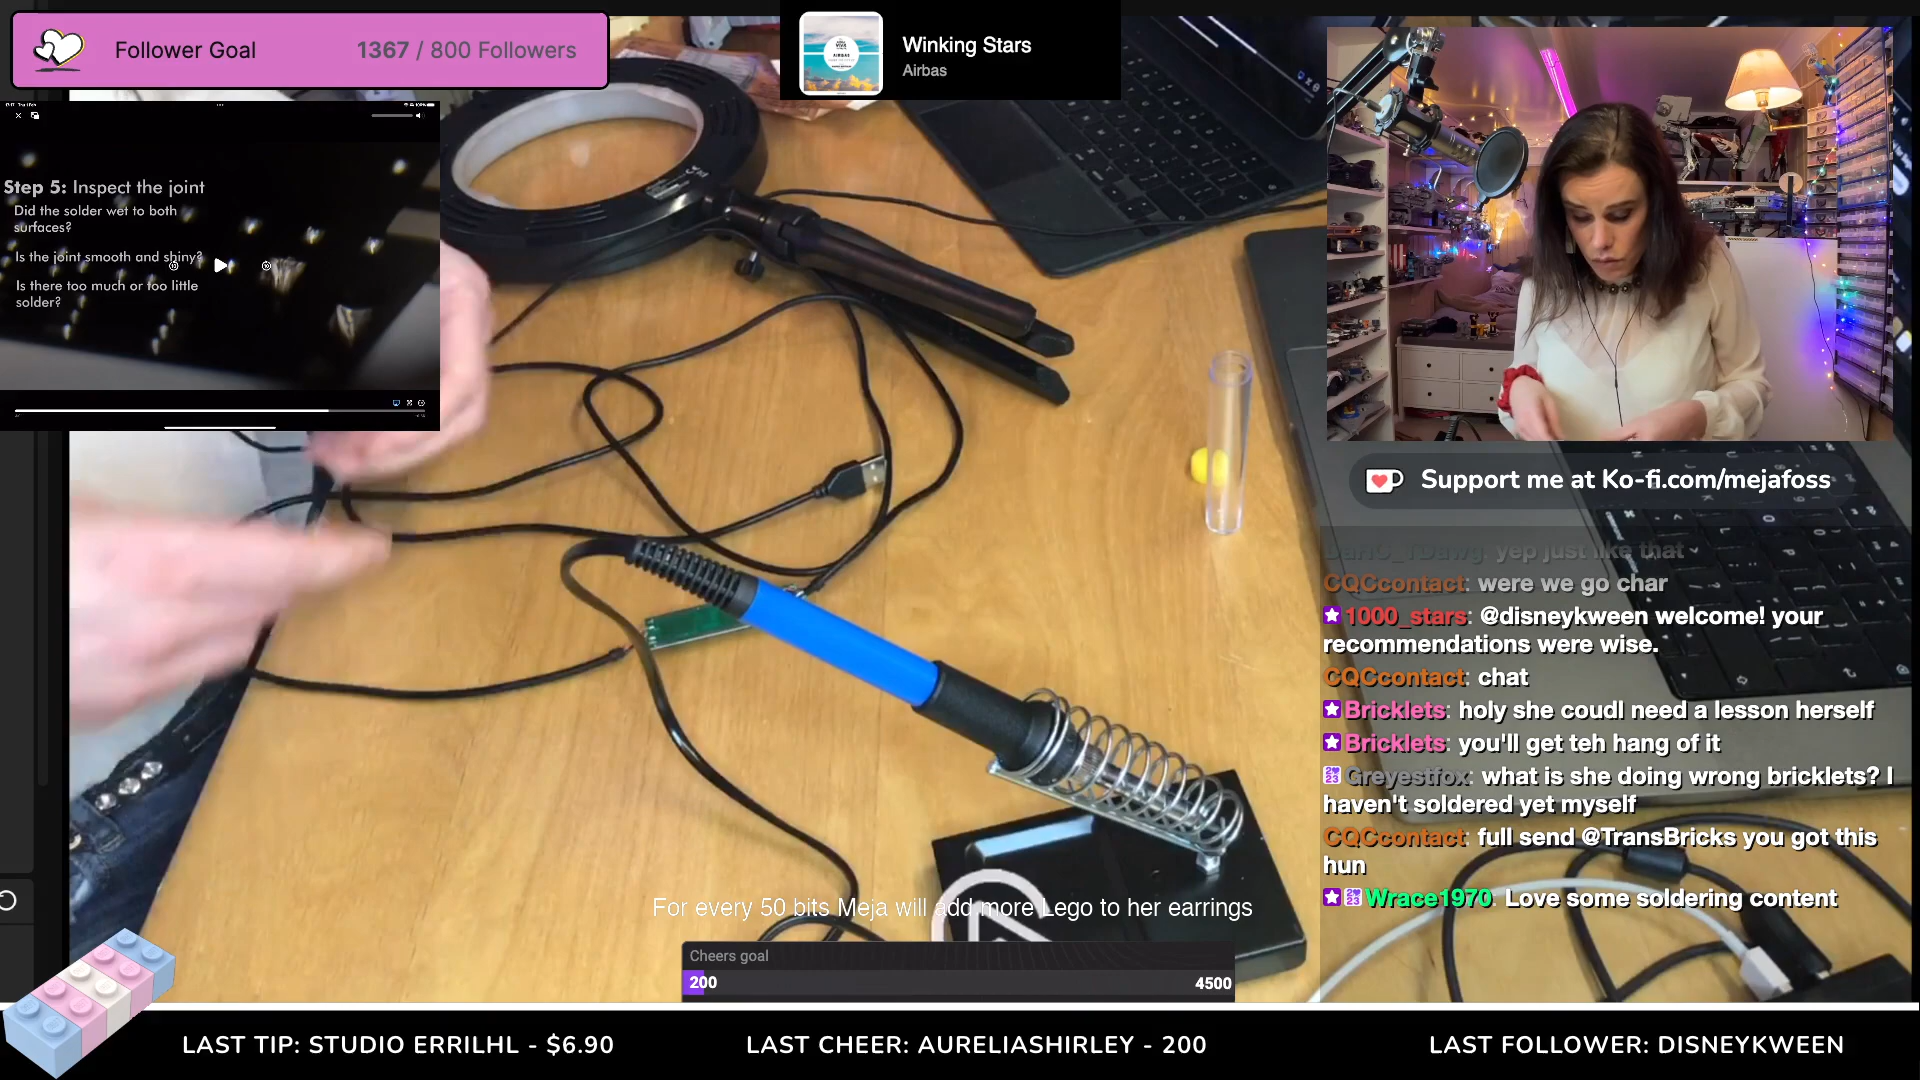 Follower Goal
1367 / 800 Followers
Winking Stars
Airbas
Step 5: Inspect the joint
Did the solder wet to both
surfaces?
Is the joint smooth and shiny?
Is there too much or too little
solder?
Support me at Ko-fi.com/mejafoss
yep just like that
CQCcontact: were we go char
1000_stars: @disneykween welcome! your
recommendations were wise.
CQCcontact: chat
Bricklets: holy she coudl need a lesson herself
Bricklets: you'll get teh hang of it
Greyestfox: what is she doing wrong bricklets? I
haven't soldered yet myself
CQCcontact: full send @TransBricks you got this
hun
Wrace1970: Love some soldering content
For every 50 bits Meja will add more Lego to her earrings
Cheers goal
200
4500
LAST TIP: STUDIO ERRILHL - $6.90
LAST CHEER: AURELIASHIRLEY - 200
LAST FOLLOWER: DISNEYKWEEN